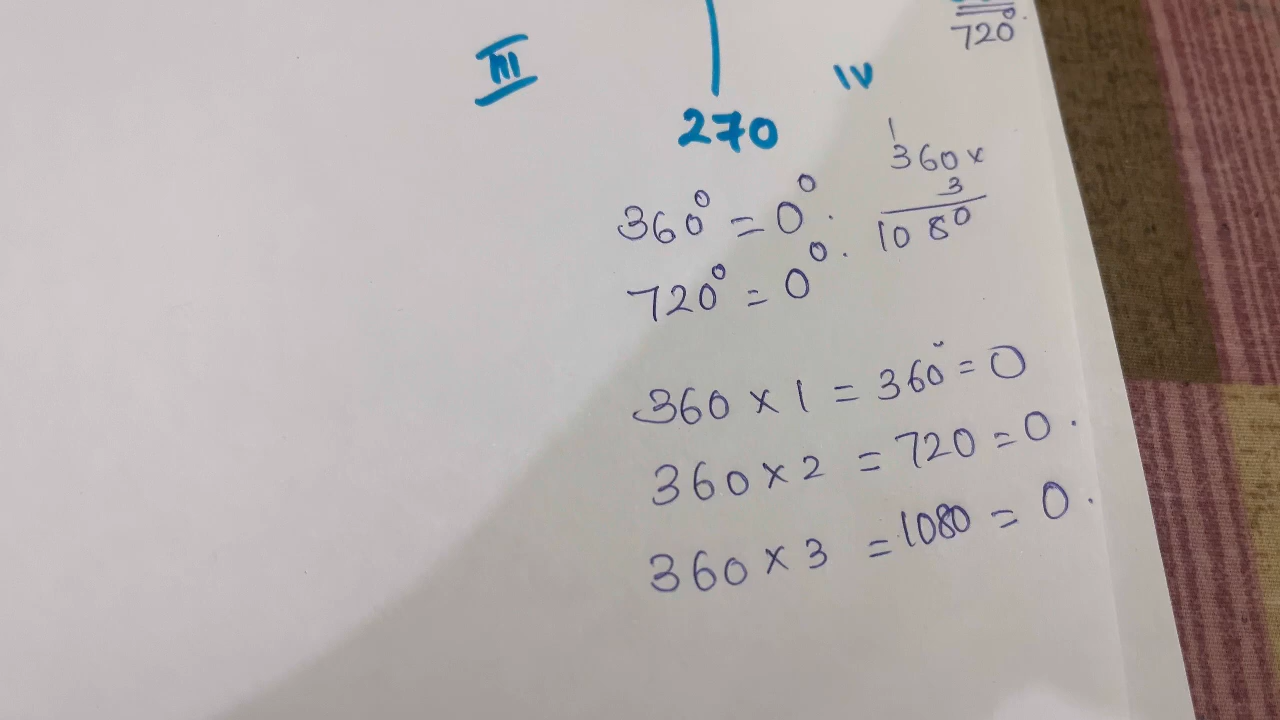 720°.
III
IV
270
1
360×
3
1080
360° = 0°.
720° = 0°.
360 × 1 = 360° = 0
360 × 2 = 720 = 0.
360 × 3 = 1080 = 0.